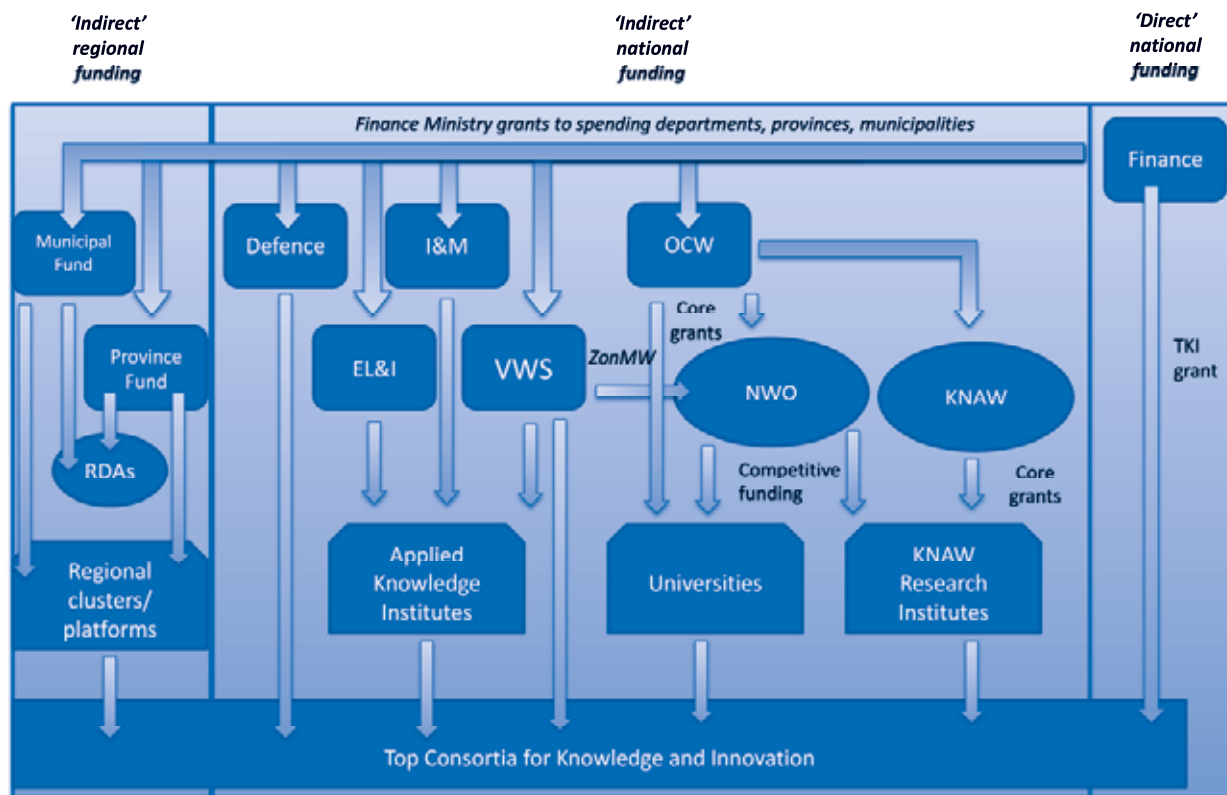 ‘Indirect’
regional
funding
‘Indirect’
national
funding
‘Direct’
national
funding
Finance Ministry grants to spending departments, provinces, municipalities
Finance
Municipal
Fund
Defence
I&M
OCW
Province
Fund
EL&I
VWS
ZonMW
Core
grants
NWO
KNAW
TKI
grant
RDAs
Competitive
funding
Core
grants
Regional
clusters/
platforms
Applied
Knowledge
Institutes
Universities
KNAW
Research
Institutes
Top Consortia for Knowledge and Innovation